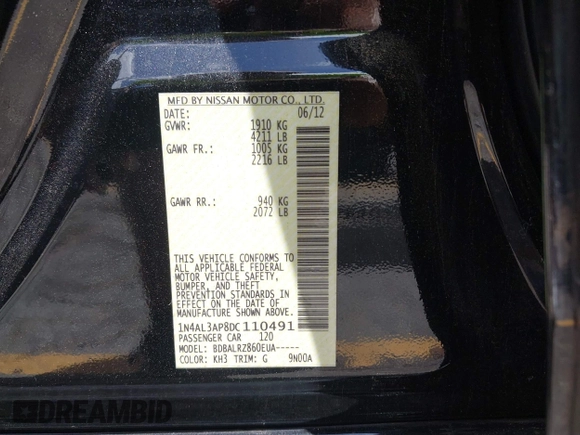 MFD BY NISSAN MOTOR CO., LTD.
DATE: 06/12
GVWR: 1910 KG
4211 LB
GAWR FR.: 1005 KG
2216 LB
GAWR RR.: 940 KG
2072 LB
THIS VEHICLE CONFORMS TO
ALL APPLICABLE FEDERAL
MOTOR VEHICLE SAFETY,
BUMPER, AND THEFT
PREVENTION STANDARDS IN
EFFECT ON THE DATE OF
MANUFACTURE SHOWN ABOVE.
1N4AL3AP8DC110491
PASSENGER CAR 120
MODEL: BDBALRZ860EUA-----
COLOR: KH3 TRIM: G 9N00A
DREAMBID